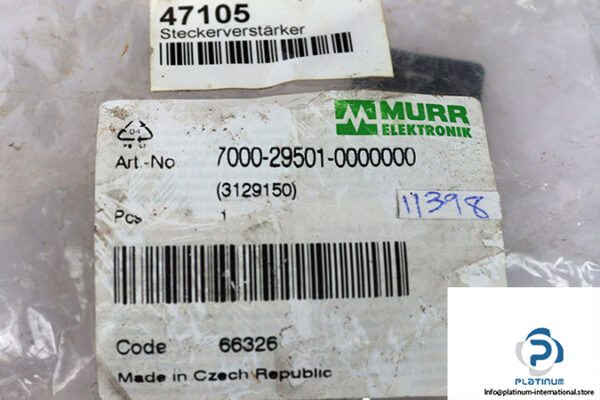 47105
Steckerverstärker
MURR
ELEKTRONIK
Art.-No. 7000-29501-0000000
(3129150)
11398
Pcs 1
Code 66326
Made in Czech Republic
PLATINUM
Info@platinum-international.store